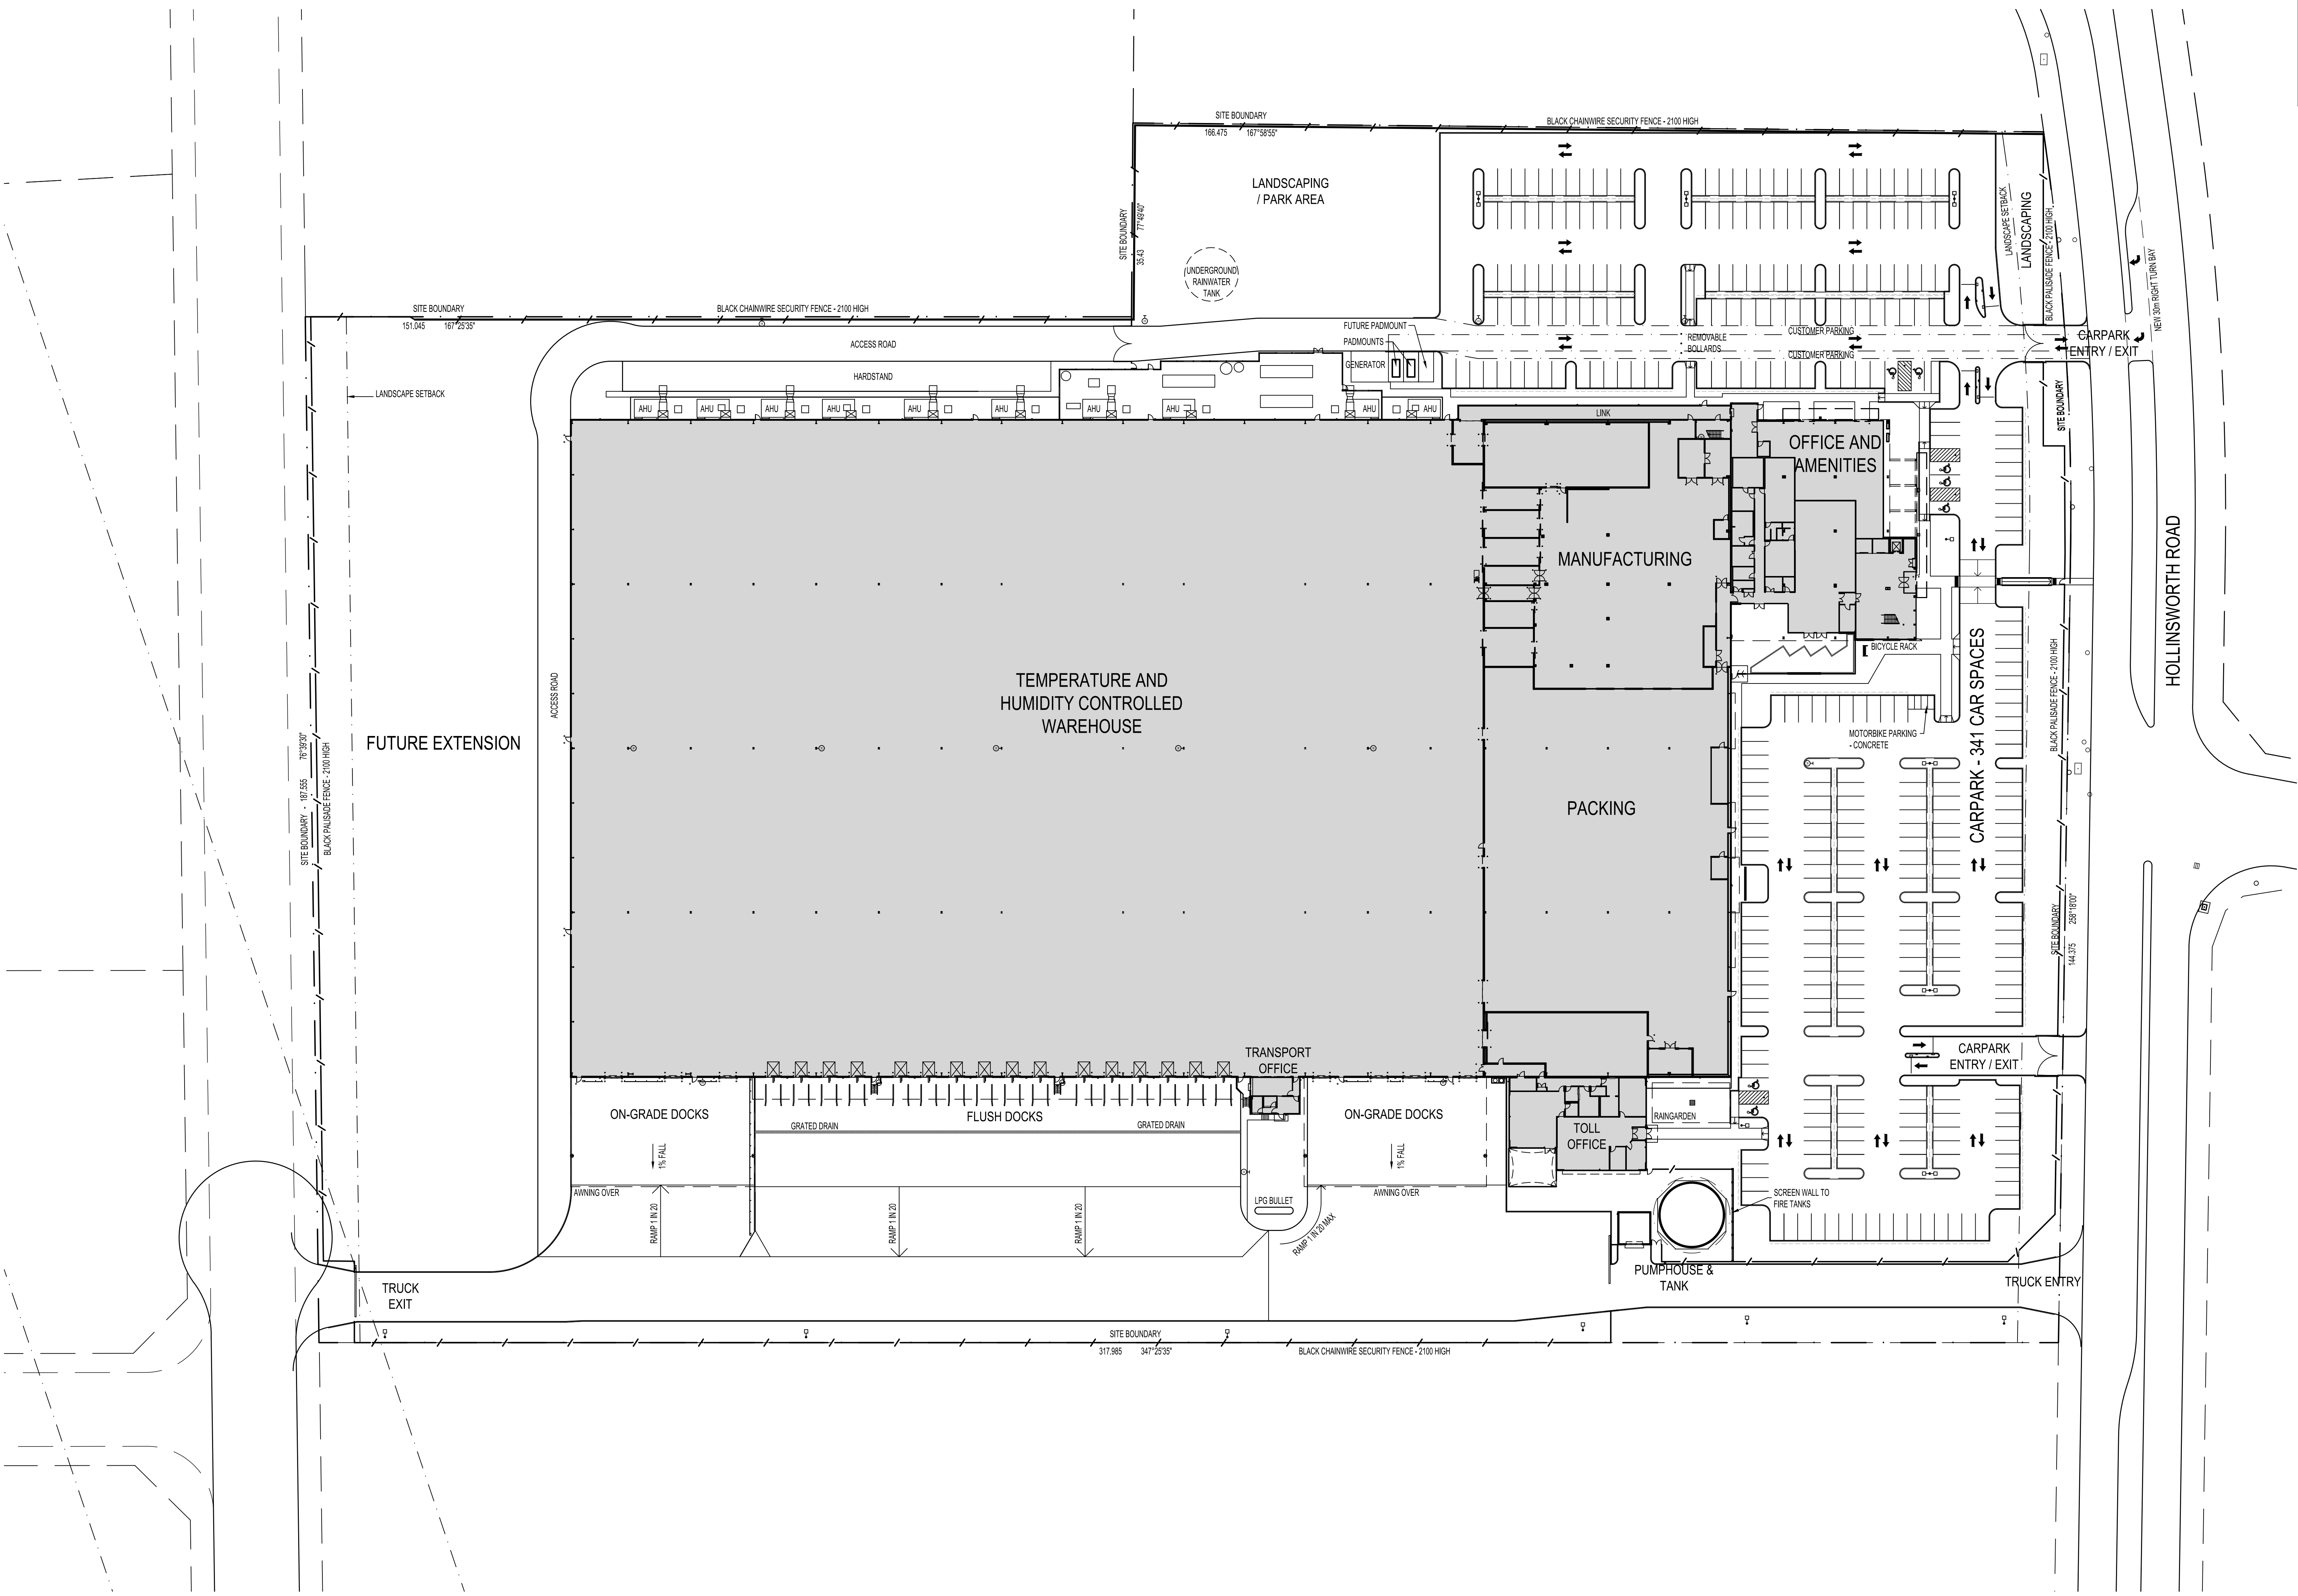 SITE BOUNDARY
166.475 167°58'55"
BLACK CHAINWIRE SECURITY FENCE - 2100 HIGH
LANDSCAPING
/ PARK AREA
SITE BOUNDARY
35.43 77°49'40"
UNDERGROUND
RAINWATER
TANK
LANDSCAPE SETBACK
LANDSCAPING
BLACK PALISADE FENCE - 2100 HIGH
NEW 30m RIGHT TURN BAY
SITE BOUNDARY
151.045 167°25'35"
BLACK CHAINWIRE SECURITY FENCE - 2100 HIGH
ACCESS ROAD
HARDSTAND
LANDSCAPE SETBACK
FUTURE PADMOUNT
PADMOUNTS
GENERATOR
REMOVABLE
BOLLARDS
CUSTOMER PARKING
CUSTOMER PARKING
CARPARK
ENTRY / EXIT
AHU
AHU
AHU
AHU
AHU
AHU
AHU
AHU
AHU
AHU
LINK
SITE BOUNDARY
OFFICE AND
AMENITIES
MANUFACTURING
HOLLINSWORTH ROAD
BICYCLE RACK
CARPARK - 341 CAR SPACES
BLACK PALISADE FENCE - 2100 HIGH
MOTORBIKE PARKING
- CONCRETE
ACCESS ROAD
TEMPERATURE AND
HUMIDITY CONTROLLED
WAREHOUSE
FUTURE EXTENSION
SITE BOUNDARY - 187.555 76°39'30"
BLACK PALISADE FENCE - 2100 HIGH
PACKING
SITE BOUNDARY
144.375 258°18'00"
TRANSPORT
OFFICE
CARPARK
ENTRY / EXIT
ON-GRADE DOCKS
FLUSH DOCKS
GRATED DRAIN
GRATED DRAIN
ON-GRADE DOCKS
RAINGARDEN
TOLL
OFFICE
1% FALL
1% FALL
AWNING OVER
AWNING OVER
LPG BULLET
SCREEN WALL TO
FIRE TANKS
RAMP 1 IN 20
RAMP 1 IN 20
RAMP 1 IN 20
RAMP 1 IN 20 MAX
PUMPHOUSE &
TANK
TRUCK
EXIT
TRUCK ENTRY
SITE BOUNDARY
317.985 347°25'35"
BLACK CHAINWIRE SECURITY FENCE - 2100 HIGH